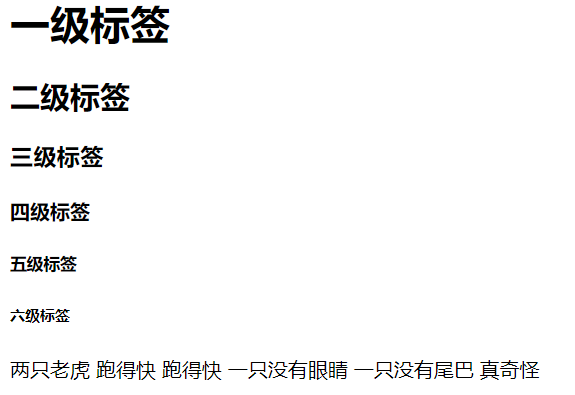 一级标签
二级标签
三级标签
四级标签
五级标签
六级标签
两只老虎 跑得快 跑得快 一只没有眼睛 一只没有尾巴 真奇怪